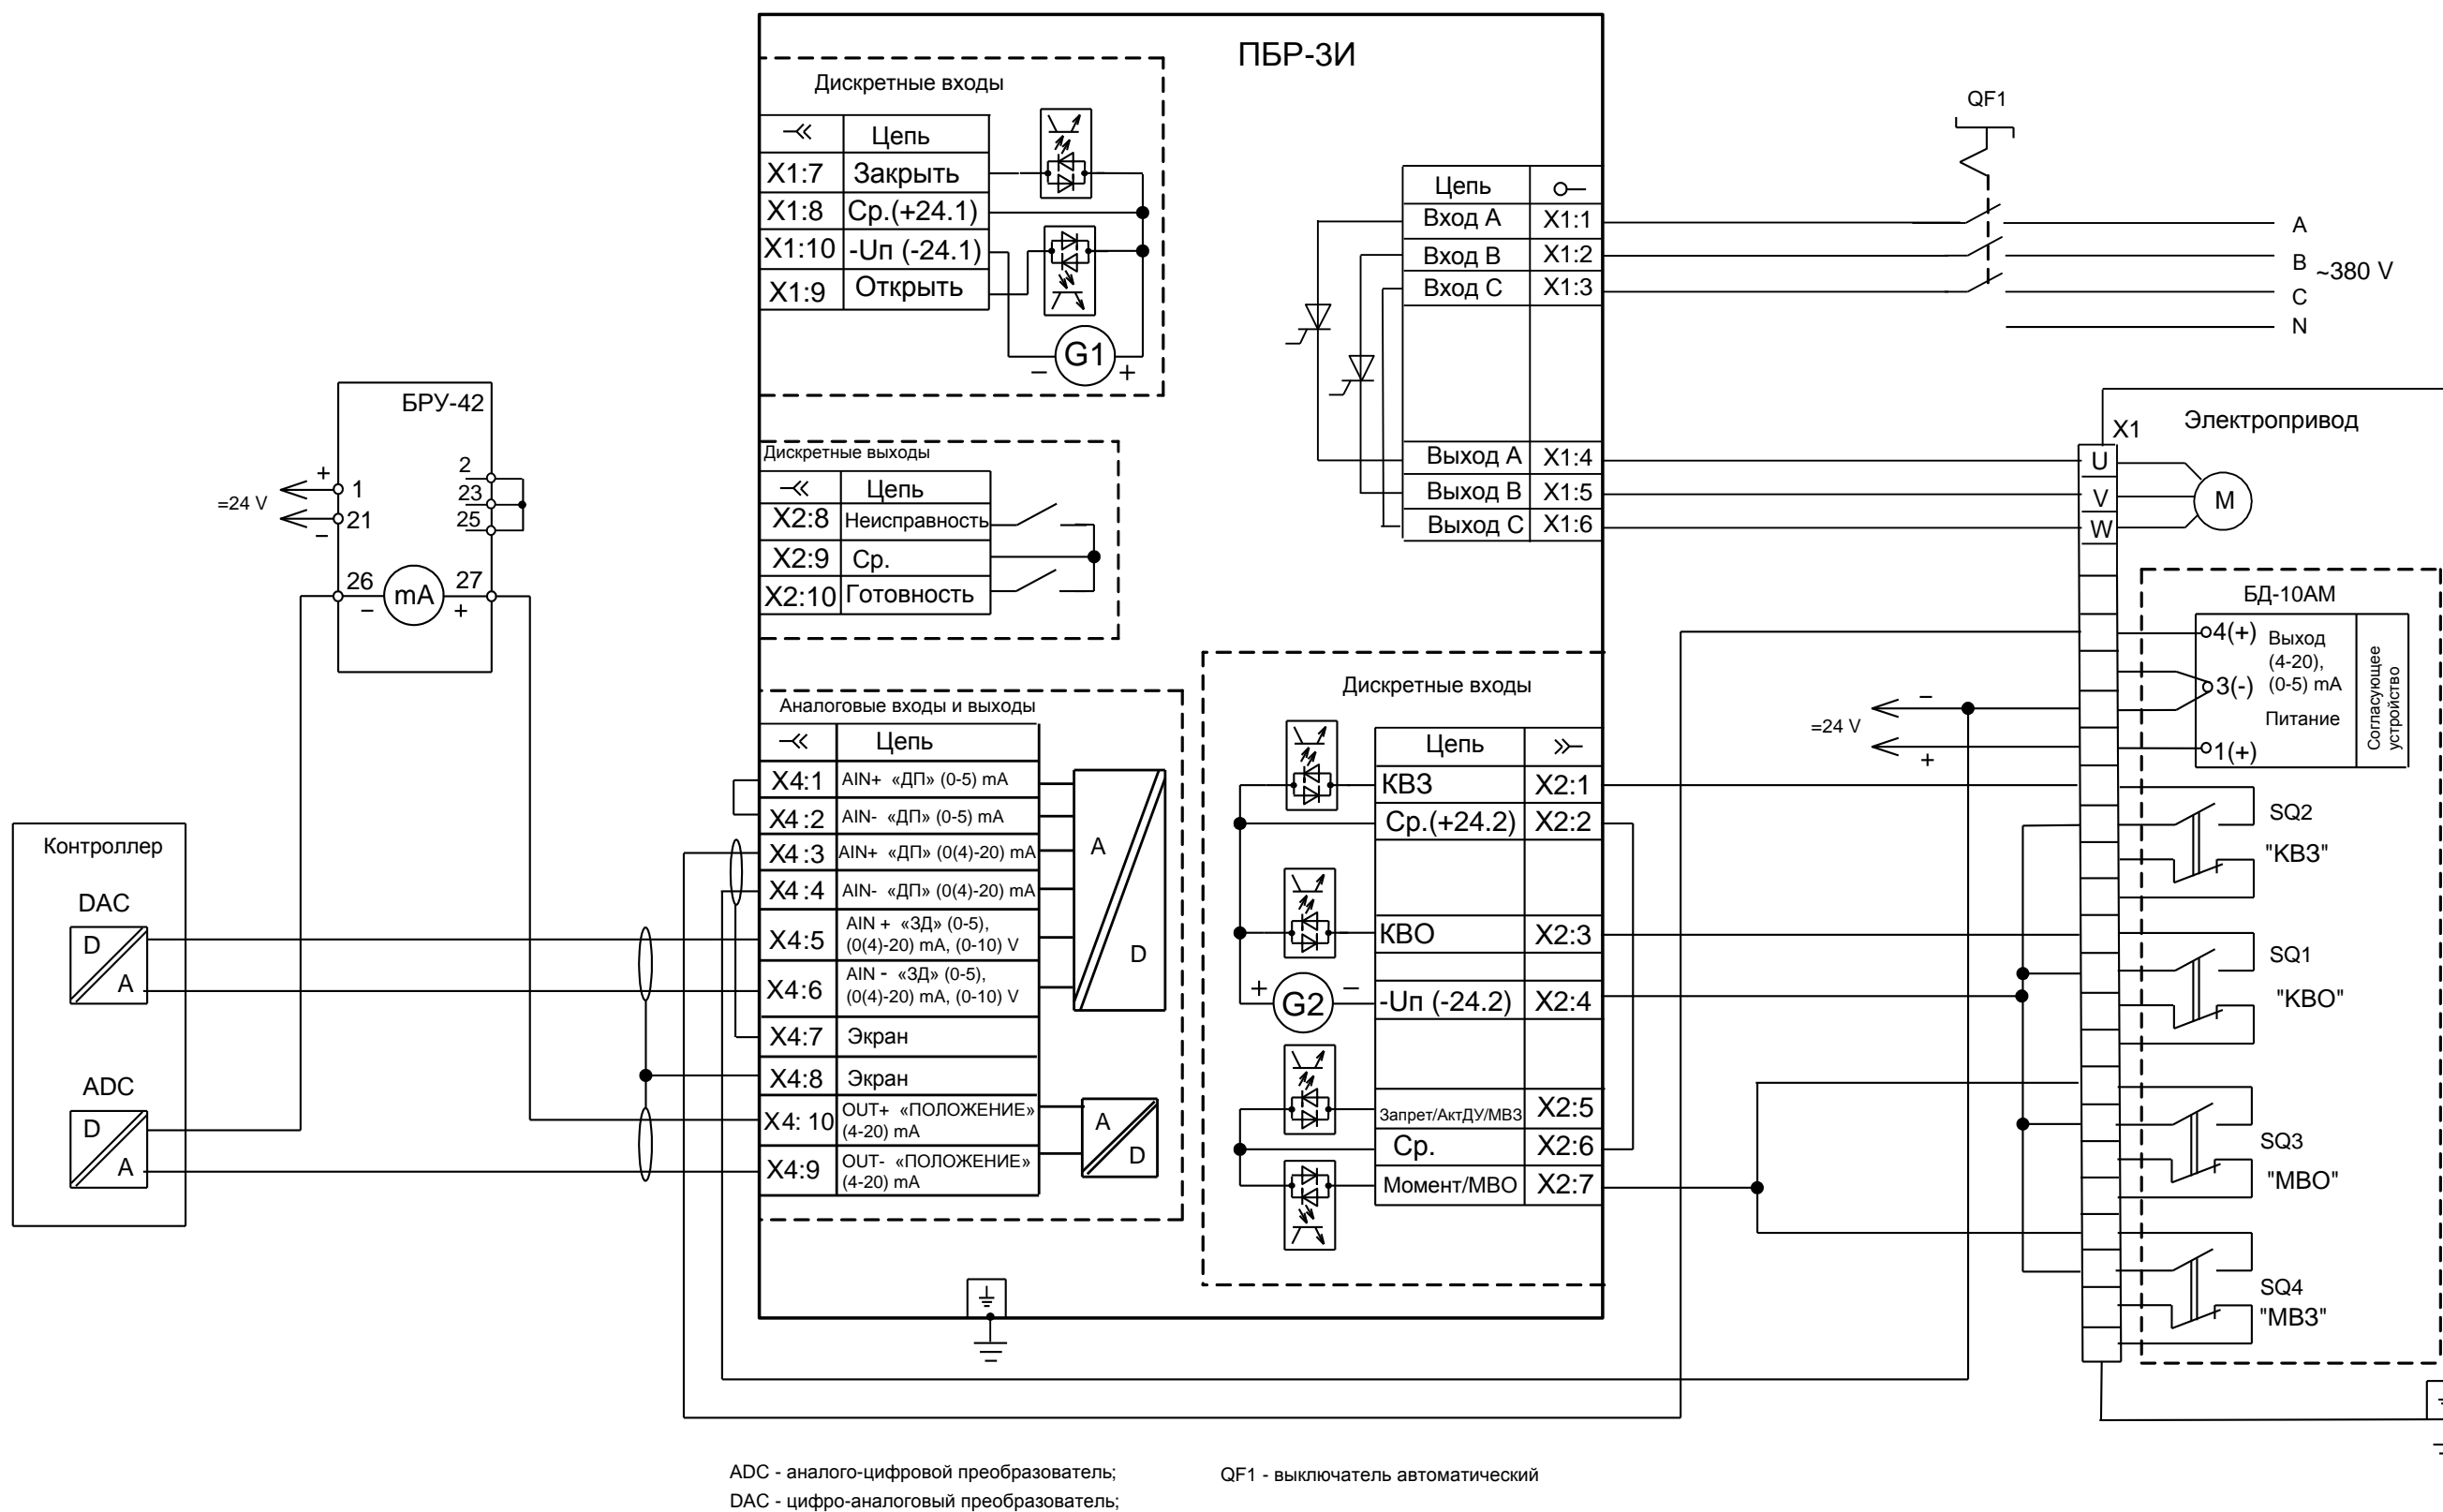 ПБР-3И
Дискретные входы
Цепь
X1:7 Закрыть
X1:8 Ср.(+24.1)
X1:10 -Uп (-24.1)
X1:9 Открыть
G1
− +
QF1
Цепь
Вход А X1:1
Вход В X1:2
Вход С X1:3
Выход А X1:4
Выход В X1:5
Выход С X1:6
A
B
C
N
~380 V
БРУ-42
=24 V
+
−
1
21
2
23
25
26
−
mA
27
+
Дискретные выходы
Цепь
X2:8 Неисправность
X2:9 Ср.
X2:10 Готовность
Аналоговые входы и выходы
Цепь
X4:1 AIN+ «ДП» (0-5) mA
X4:2 AIN- «ДП» (0-5) mA
X4:3 AIN+ «ДП» (0(4)-20) mA
X4:4 AIN- «ДП» (0(4)-20) mA
X4:5 AIN + «ЗД» (0-5),
(0(4)-20) mA, (0-10) V
X4:6 AIN - «ЗД» (0-5),
(0(4)-20) mA, (0-10) V
X4:7 Экран
X4:8 Экран
X4: 10 OUT+ «ПОЛОЖЕНИЕ»
(4-20) mA
X4:9 OUT- «ПОЛОЖЕНИЕ»
(4-20) mA
A
D
A
D
Контроллер
DAC
D
A
ADC
D
A
Дискретные входы
Цепь
КВЗ X2:1
Ср.(+24.2) X2:2
КВО X2:3
-Uп (-24.2) X2:4
Запрет/АктДУ/МВЗ X2:5
Ср. X2:6
Момент/МВО X2:7
+ G2 −
Электропривод
X1
U
V
W
M
БД-10АМ
4(+)
3(-)
1(+)
Выход
(4-20),
(0-5) mA
Питание
Согласующее
устройство
=24 V
−
+
SQ2
"КВЗ"
SQ1
"КВО"
SQ3
"МВО"
SQ4
"МВЗ"
ADC - аналого-цифровой преобразователь;
DAC - цифро-аналоговый преобразователь;
QF1 - выключатель автоматический